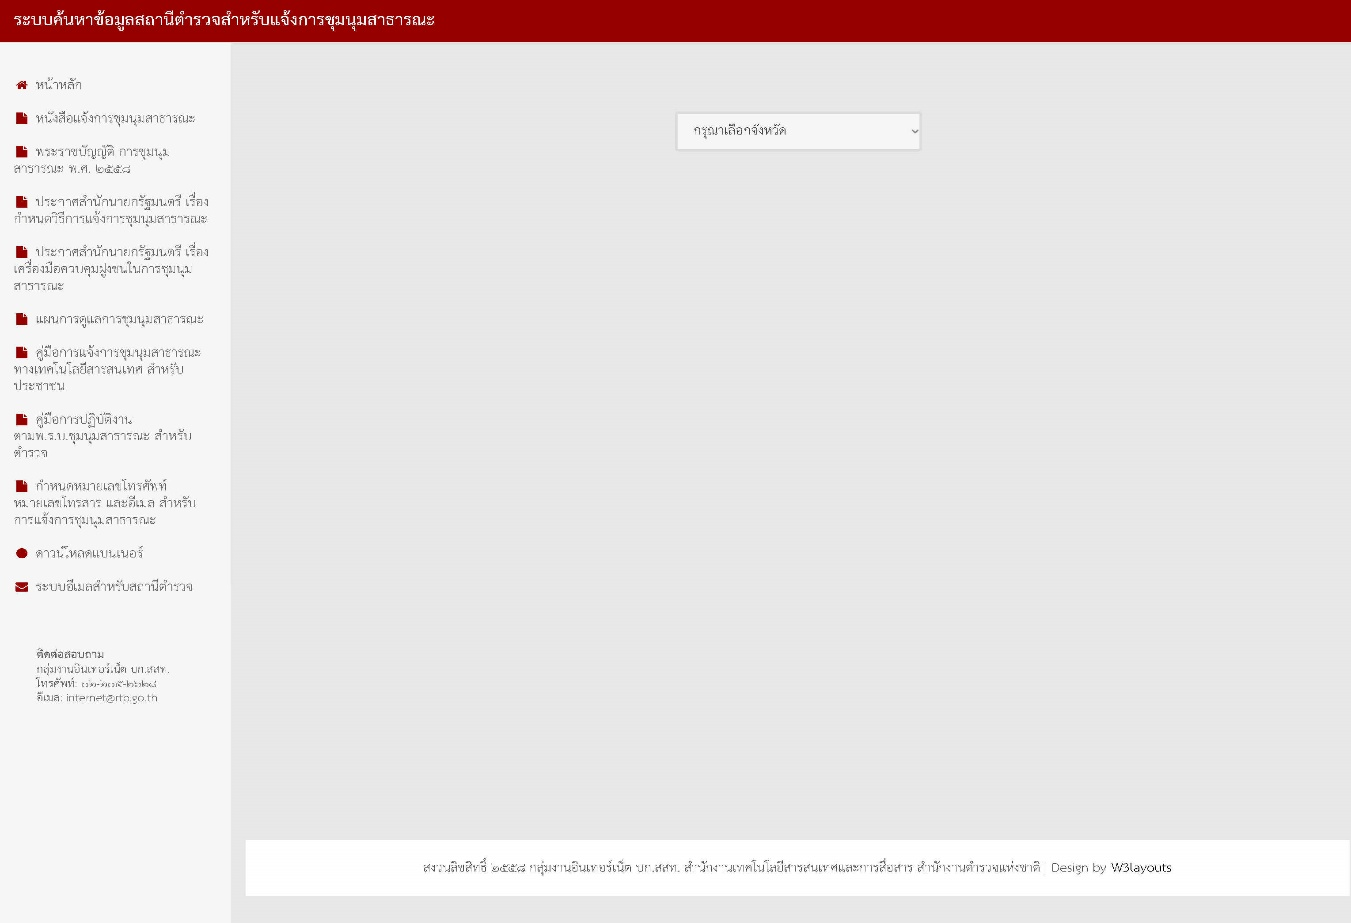 ระบบค้นหาข้อมูลสถานีตำรวจสำหรับแจ้งการชุมนุมสาธารณะ
หน้าหลัก
หนังสือแจ้งการชุมนุมสาธารณะ
พระราชบัญญัติ การชุมนุม
สาธารณะ พ.ศ. ๒๕๕๘
ประกาศสำนักนายกรัฐมนตรี เรื่อง
กำหนดวิธีการแจ้งการชุมนุมสาธารณะ
ประกาศสำนักนายกรัฐมนตรี เรื่อง
เครื่องมือควบคุมฝูงชนในการชุมนุม
สาธารณะ
แผนการดูแลการชุมนุมสาธารณะ
คู่มือการแจ้งการชุมนุมสาธารณะ
ทางเทคโนโลยีสารสนเทศ สำหรับ
ประชาชน
คู่มือการปฏิบัติงาน
ตามพ.ร.บ.ชุมนุมสาธารณะ สำหรับ
ตำรวจ
กำหนดหมายเลขโทรศัพท์
หมายเลขโทรสาร และอีเมล สำหรับ
การแจ้งการชุมนุมสาธารณะ
ดาวน์โหลดแบนเนอร์
ระบบอีเมลสำหรับสถานีตำรวจ
ติดต่อสอบถาม
กลุ่มงานอินเทอร์เน็ต บก.สสท.
โทรศัพท์:
อีเมล: internet@rtp.go.th
กรุณาเลือกจังหวัด
สงวนลิขสิทธิ์ ๒๕๕๘ กลุ่มงานอินเทอร์เน็ต บก.สสท. สำนักงานเทคโนโลยีสารสนเทศและการสื่อสาร สำนักงานตำรวจแห่งชาติ | Design by W3layouts